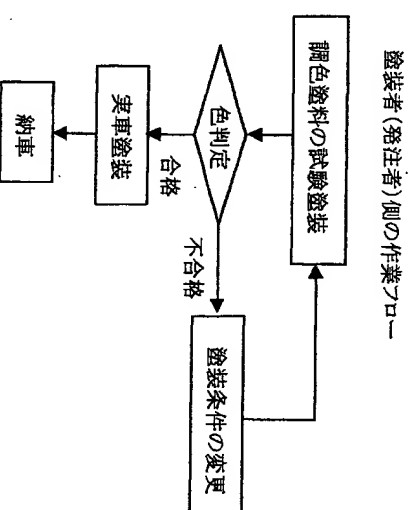 塗装者(発注者)側の作業フロー
調色塗料の試験塗装
色判定
合格
不合格
実車塗装
塗装条件の変更
納車